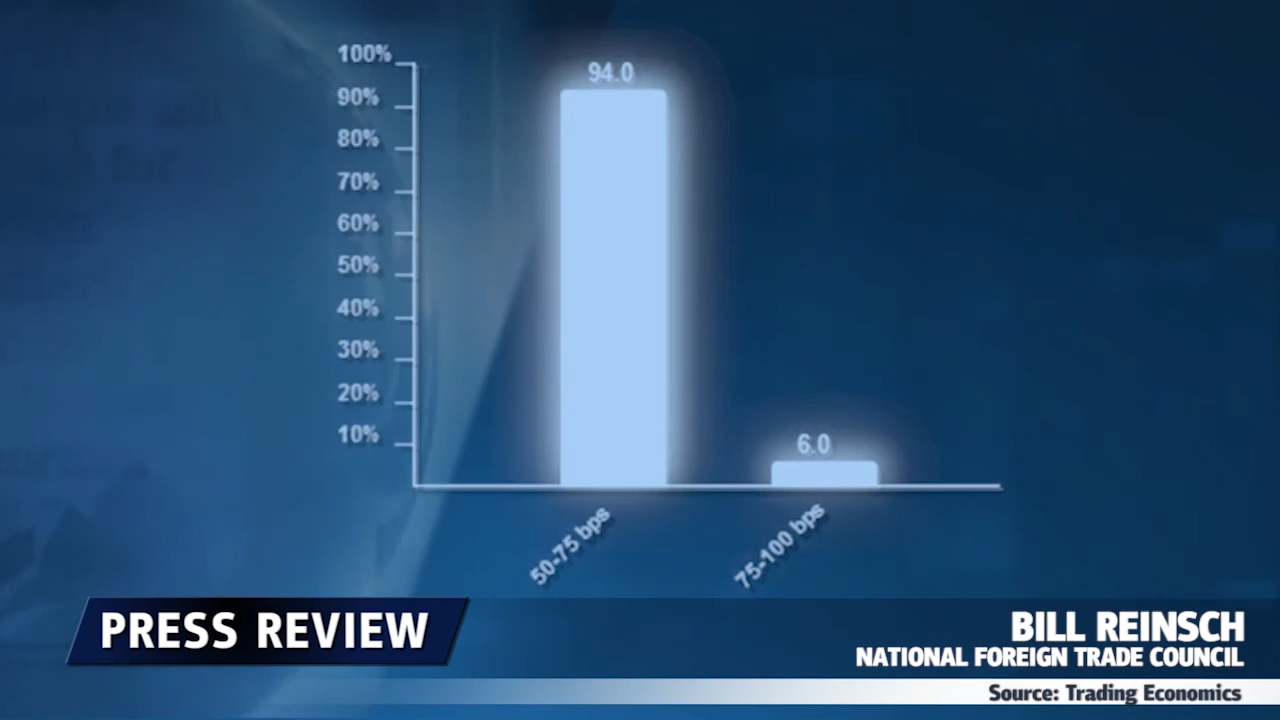 100%
90%
80%
70%
60%
50%
40%
30%
20%
10%
94.0
6.0
50-75 bps
75-100 bps
PRESS REVIEW
BILL REINSCH
NATIONAL FOREIGN TRADE COUNCIL
Source: Trading Economics